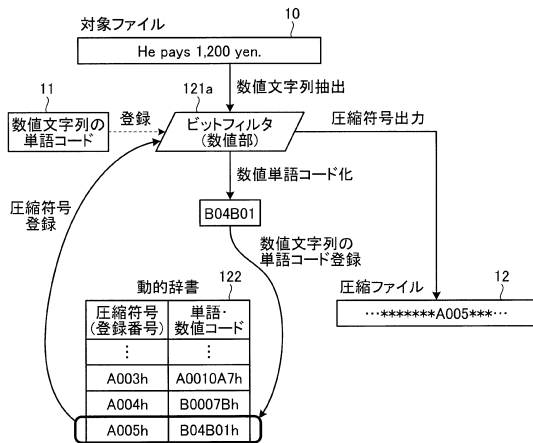 対象ファイル
10
He pays 1,200 yen.
11
121a
数値文字列抽出
数値文字列の
単語コード
登録
ビットフィルタ
(数値部)
圧縮符号出力
数値単語コード化
圧縮符号
登録
B04B01
数値文字列の
単語コード登録
動的辞書
122
圧縮ファイル
12
…*******A005***…
圧縮符号
(登録番号)
単語・
数値コード
⋮
⋮
A003h
A0010A7h
A004h
B0007Bh
A005h
B04B01h